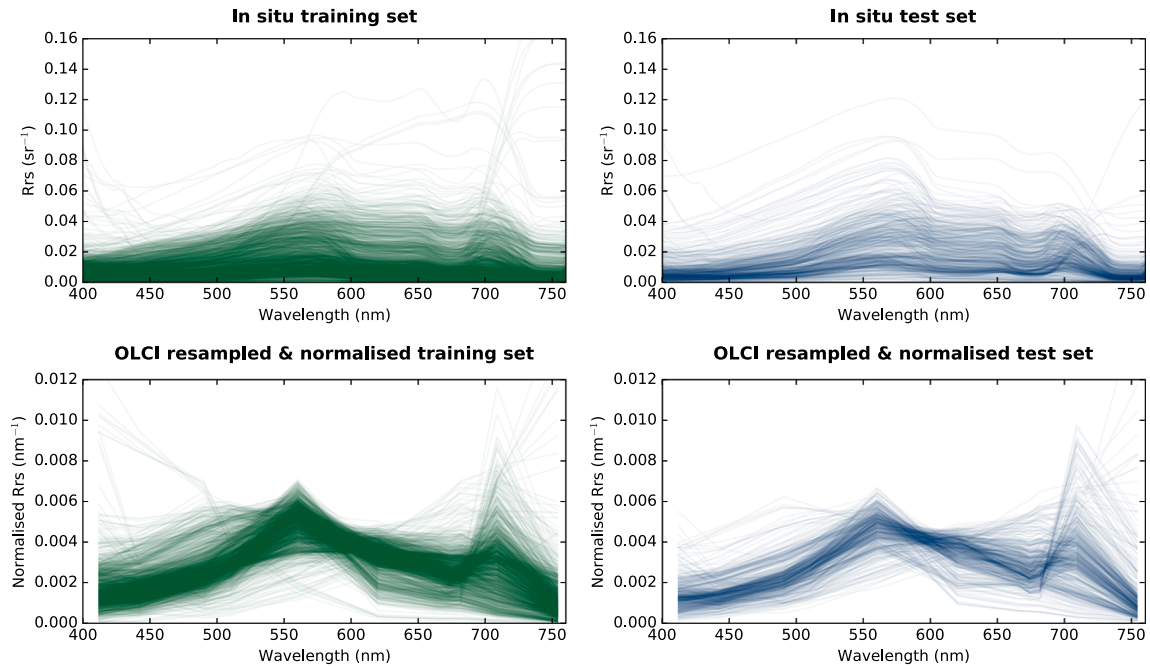 In situ training set
0.16
0.14
0.12
0.10
0.08
0.06
0.04
0.02
0.00
Rrs (sr⁻¹)
400 450 500 550 600 650 700 750
Wavelength (nm)
In situ test set
0.16
0.14
0.12
0.10
0.08
0.06
0.04
0.02
0.00
Rrs (sr⁻¹)
400 450 500 550 600 650 700 750
Wavelength (nm)
OLCI resampled & normalised training set
0.012
0.010
0.008
0.006
0.004
0.002
0.000
Normalised Rrs (nm⁻¹)
400 450 500 550 600 650 700 750
Wavelength (nm)
OLCI resampled & normalised test set
0.012
0.010
0.008
0.006
0.004
0.002
0.000
Normalised Rrs (nm⁻¹)
400 450 500 550 600 650 700 750
Wavelength (nm)